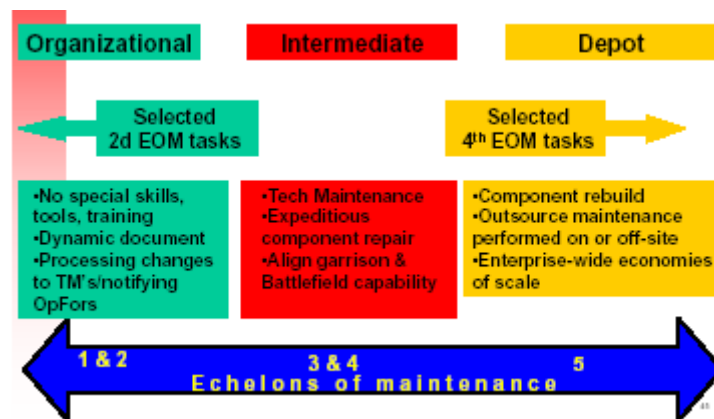 Organizational
Intermediate
Depot
Selected
2d EOM tasks
Selected
4th EOM tasks
•No special skills,
tools, training
•Dynamic document
•Processing changes
to TM's/notifying
OpFors
•Tech Maintenance
•Expeditious
component repair
•Align garrison &
Battlefield capability
•Component rebuild
•Outsource maintenance
performed on or off-site
•Enterprise-wide economies
of scale
1 & 2
3 & 4
5
Echelons of maintenance